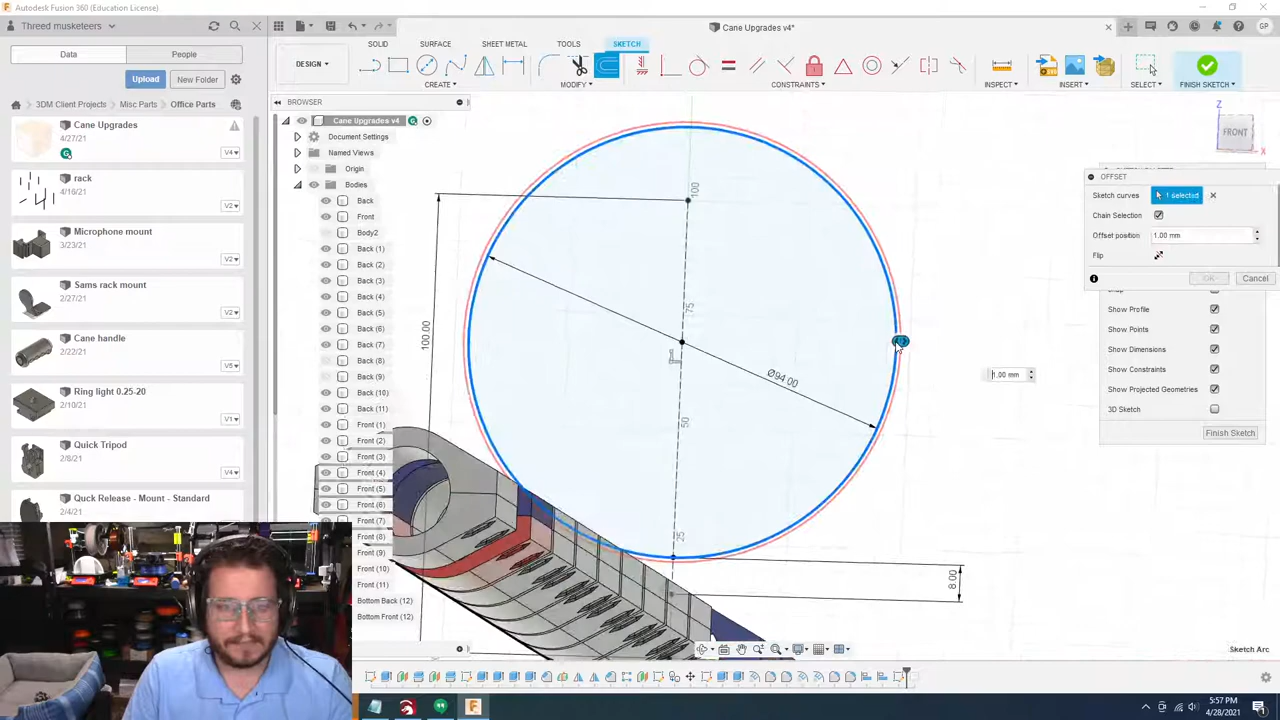 Autodesk Fusion 360 (Education License)
Threed musketeers
Cane Upgrades v4*
GP
Data
People
Upload
New Folder
3DM Client Projects
Misc Parts
Office Parts
Cane Upgrades
4/27/21
V4
rack
4/16/21
V2
Microphone mount
3/23/21
V2
Sams rack mount
2/27/21
V2
Cane handle
2/22/21
V5
Ring light 0.25-20
2/10/21
V1
Quick Tripod
2/8/21
V4
Quck Release - Mount - Standard
2/4/21
DESIGN
SOLID
SURFACE
SHEET METAL
TOOLS
SKETCH
CREATE
MODIFY
CONSTRAINTS
INSPECT
INSERT
SELECT
FINISH SKETCH
BROWSER
Cane Upgrades v4
Document Settings
Named Views
Origin
Bodies
Back
Front
Body2
Back (1)
Back (2)
Back (3)
Back (4)
Back (5)
Back (6)
Back (7)
Back (8)
Back (9)
Back (10)
Back (11)
Front (1)
Front (2)
Front (3)
Front (4)
Front (5)
Front (6)
Front (7)
Front (8)
Front (9)
Front (10)
Front (11)
Bottom Back (12)
Bottom Front (12)
100
75
50
25
100.00
Ø94.00
8.00
1.00 mm
Z
FRONT
X
OFFSET
Sketch curves
1 selected
Chain Selection
Offset position
1.00 mm
Flip
OK
Cancel
Show Profile
Show Points
Show Dimensions
Show Constraints
Show Projected Geometries
3D Sketch
Finish Sketch
Sketch Arc
5:57 PM
4/28/2021